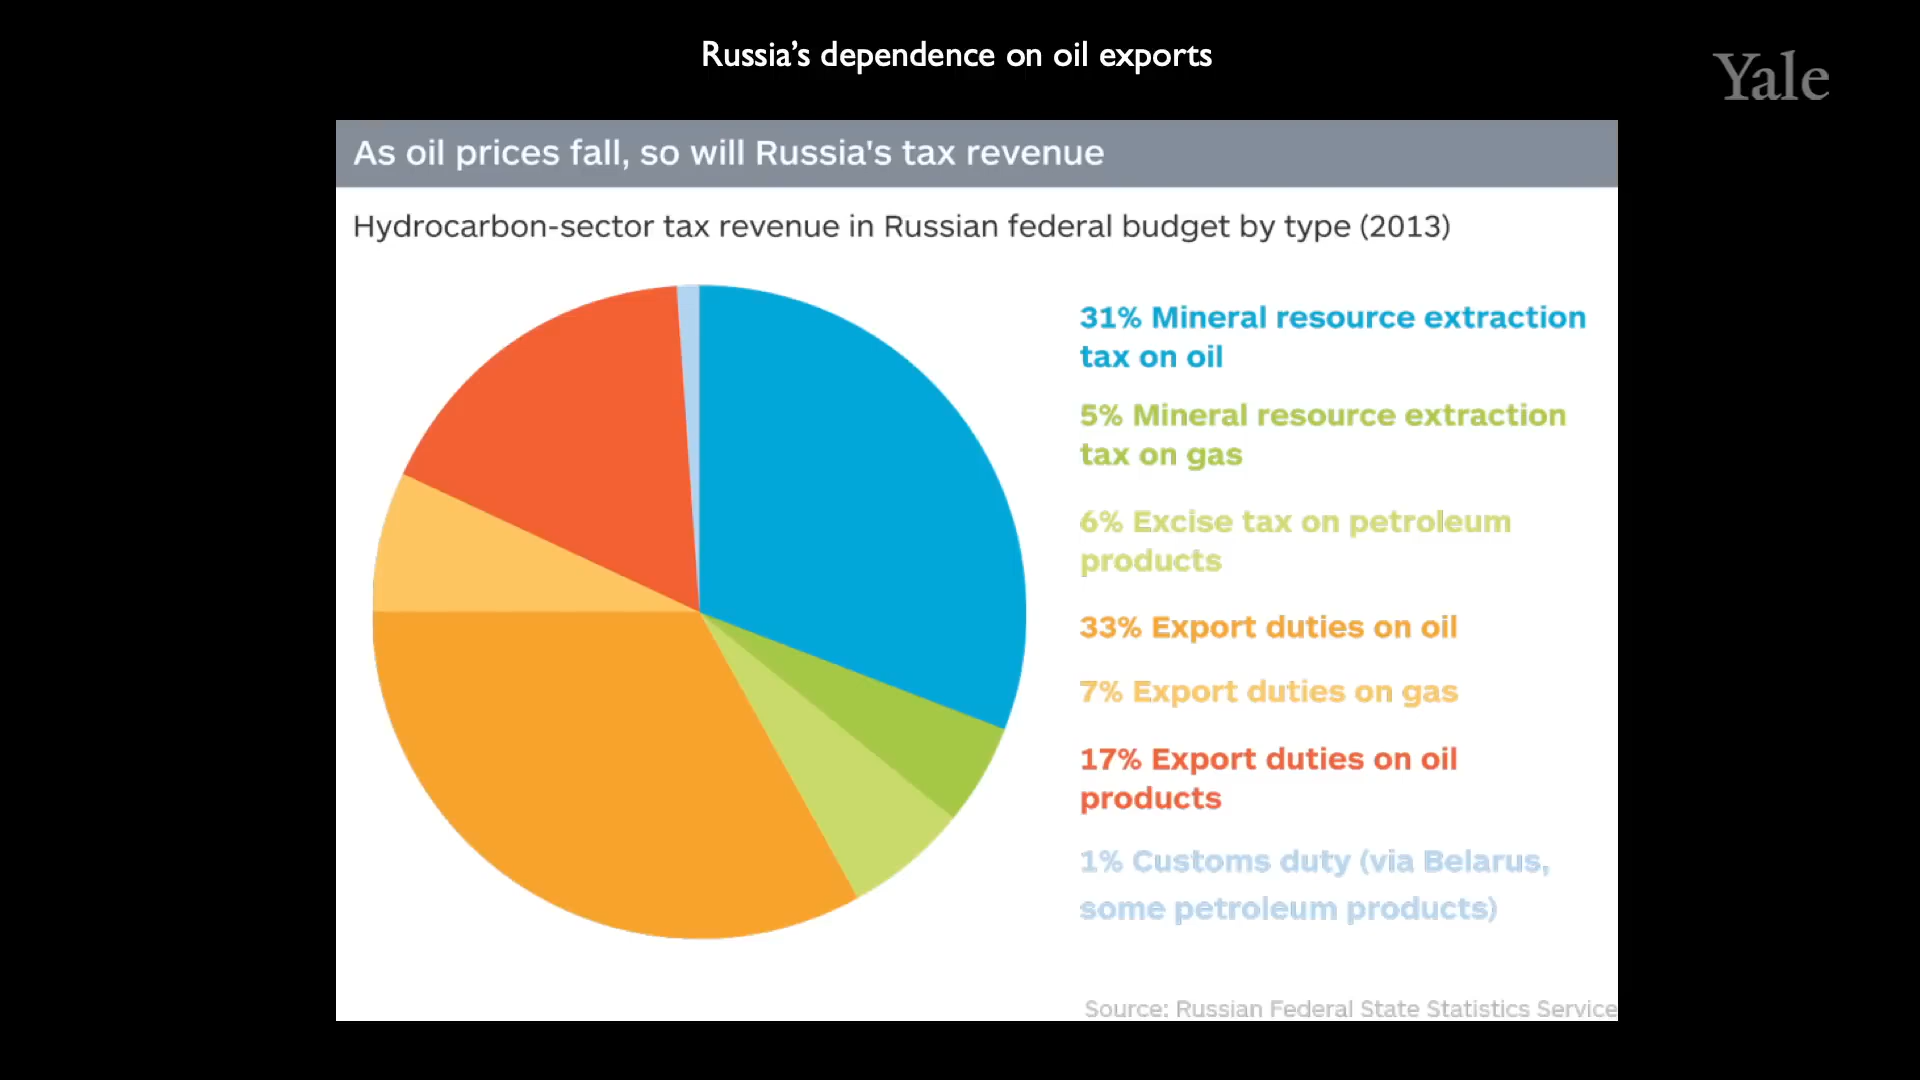 Russia’s dependence on oil exports
Yale
As oil prices fall, so will Russia's tax revenue
Hydrocarbon-sector tax revenue in Russian federal budget by type (2013)
31% Mineral resource extraction
tax on oil
5% Mineral resource extraction
tax on gas
6% Excise tax on petroleum
products
33% Export duties on oil
7% Export duties on gas
17% Export duties on oil
products
1% Customs duty (via Belarus,
some petroleum products)
Source: Russian Federal State Statistics Service